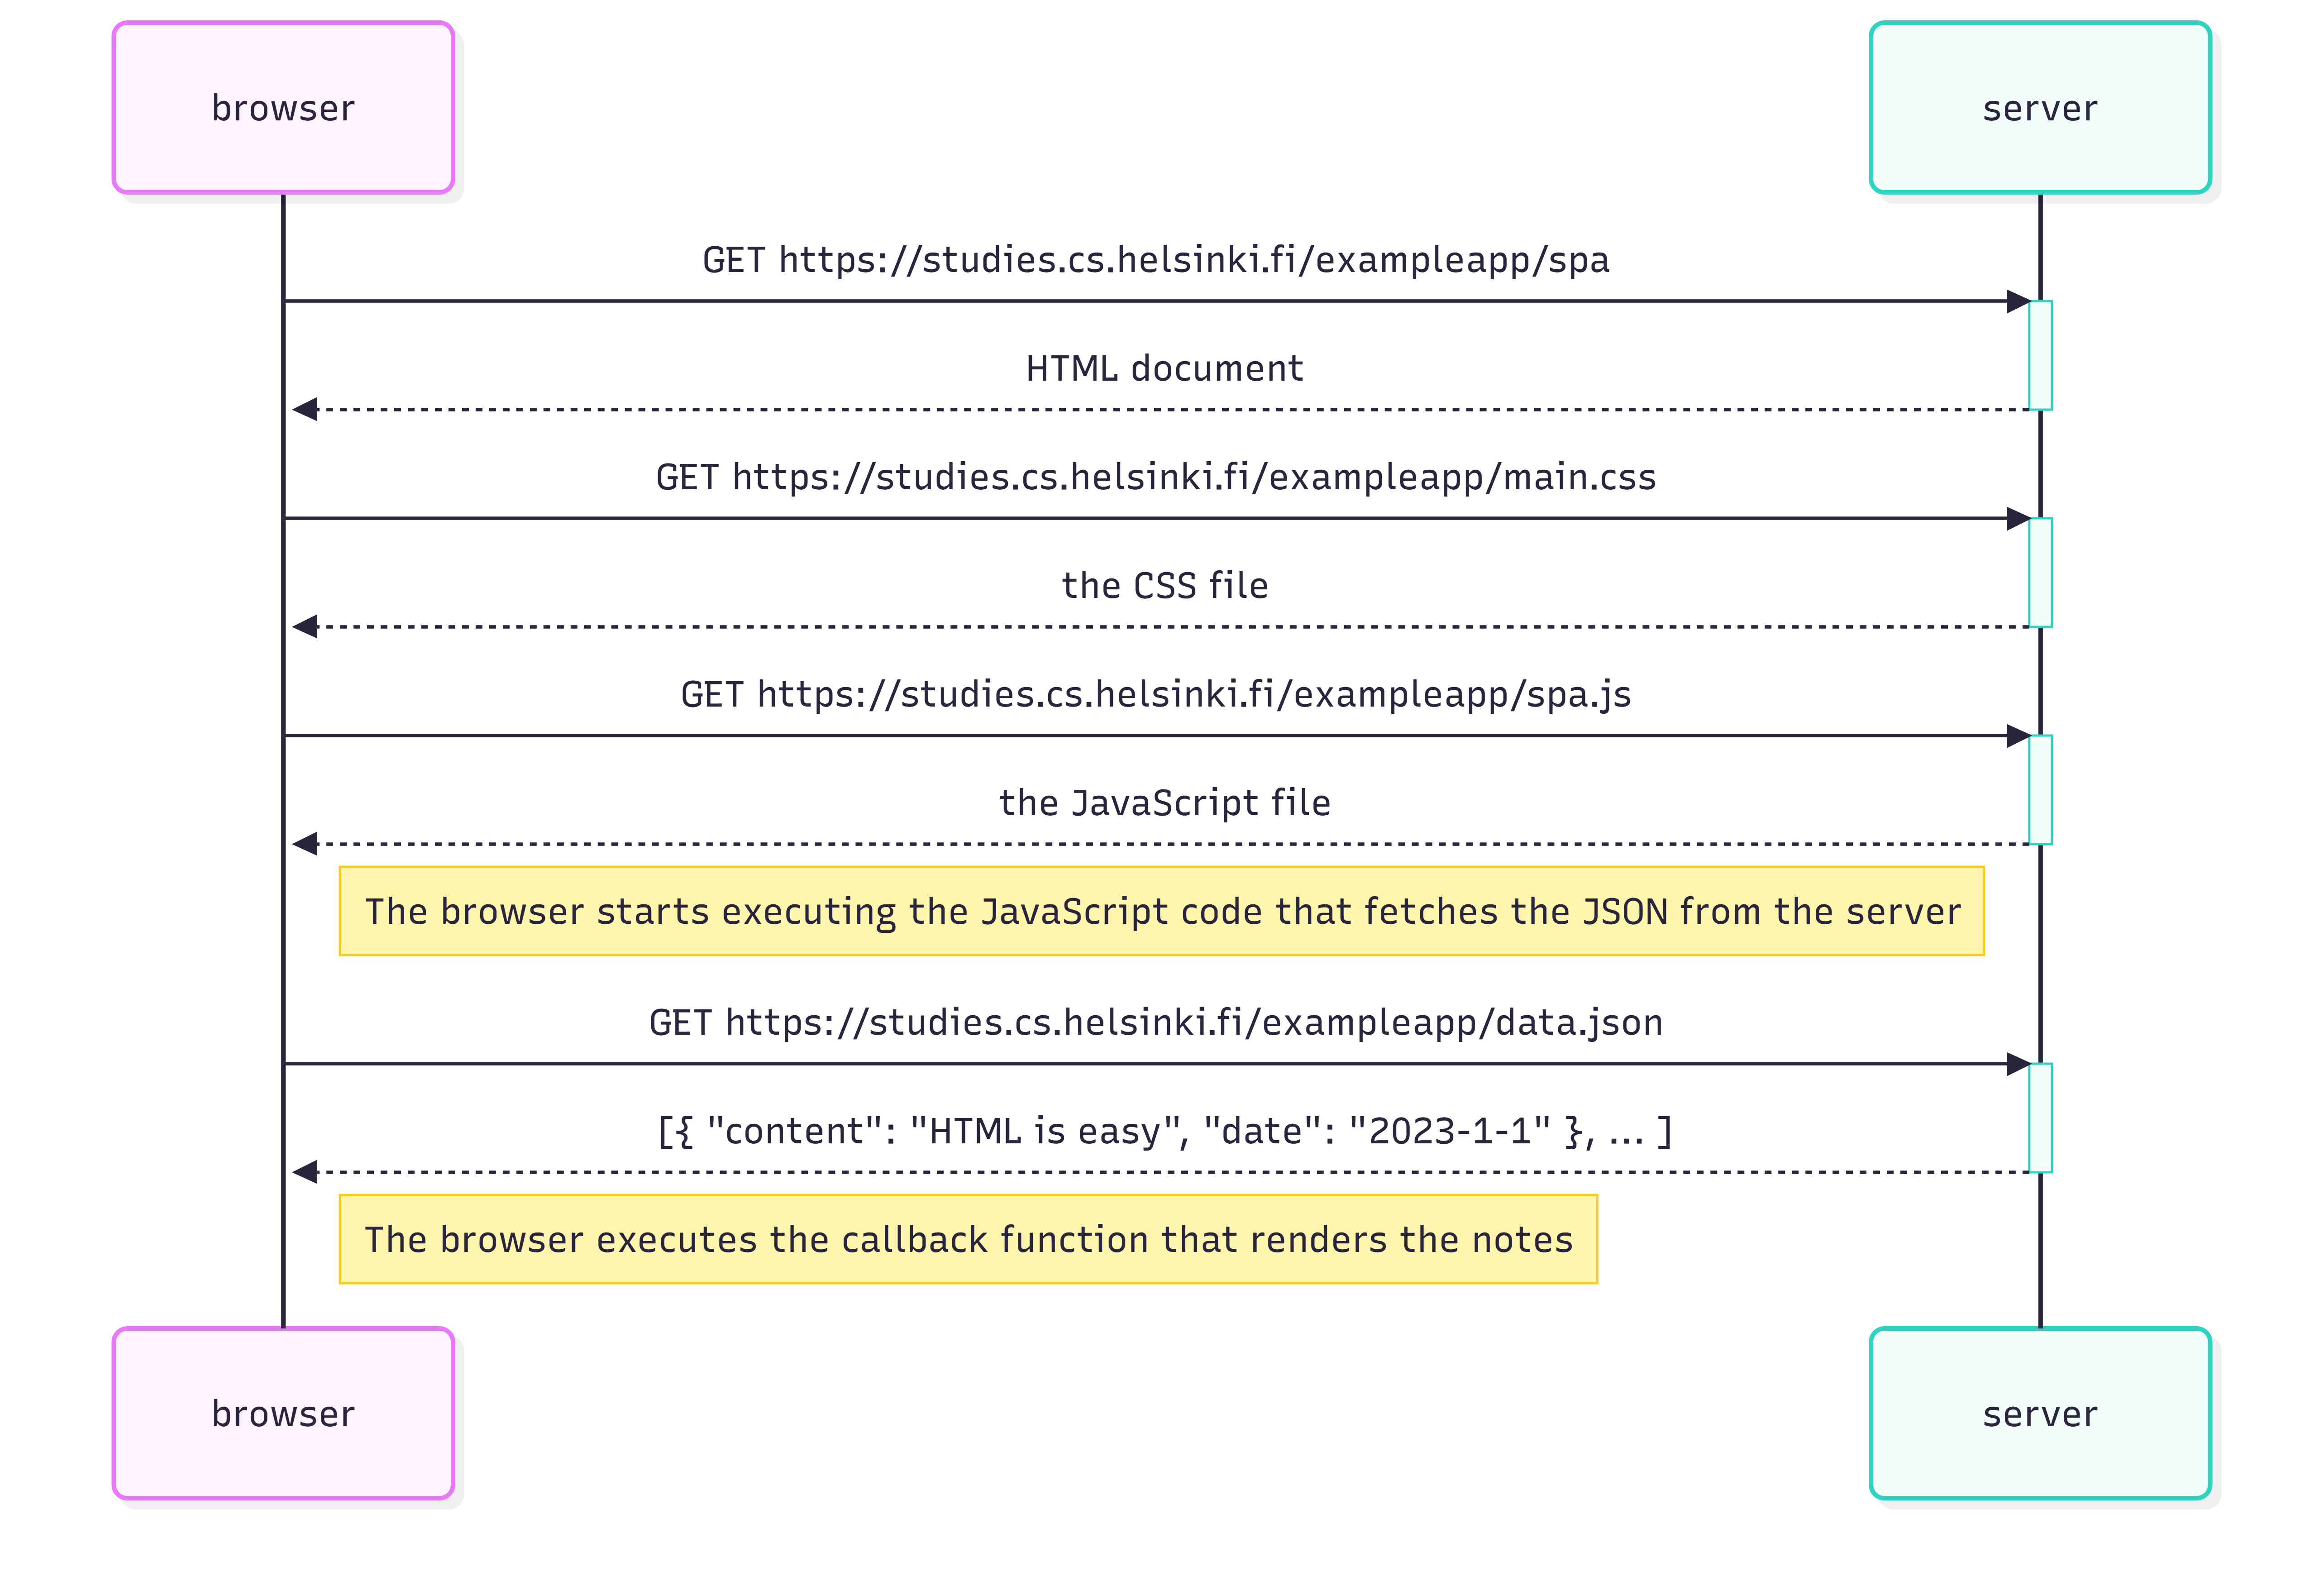 browser
server
GET https://studies.cs.helsinki.fi/exampleapp/spa
HTML document
GET https://studies.cs.helsinki.fi/exampleapp/main.css
the CSS file
GET https://studies.cs.helsinki.fi/exampleapp/spa.js
the JavaScript file
The browser starts executing the JavaScript code that fetches the JSON from the server
GET https://studies.cs.helsinki.fi/exampleapp/data.json
[{ "content": "HTML is easy", "date": "2023-1-1" }, ... ]
The browser executes the callback function that renders the notes
browser
server